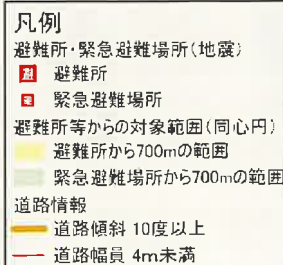 凡例
避難所・緊急避難場所(地震)
避難所
緊急避難場所
避難所等からの対象範囲(同心円)
避難所から700mの範囲
緊急避難場所から700mの範囲
道路情報
道路傾斜 10度以上
道路幅員 4m未満